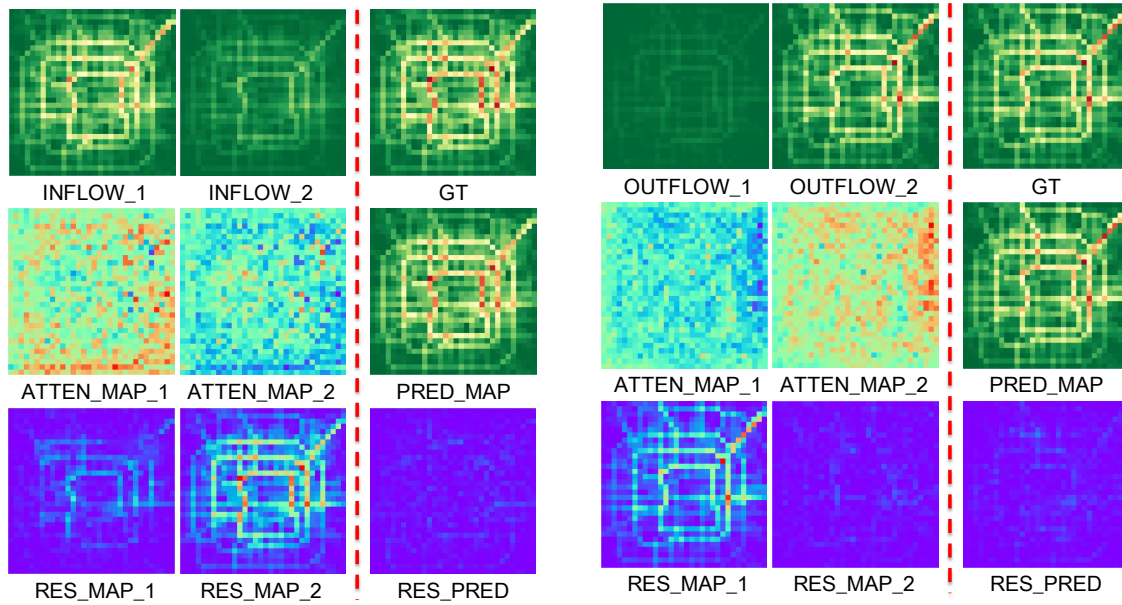 INFLOW_1 INFLOW_2 GT
OUTFLOW_1 OUTFLOW_2 GT
ATTEN_MAP_1 ATTEN_MAP_2 PRED_MAP
ATTEN_MAP_1 ATTEN_MAP_2 PRED_MAP
RES_MAP_1 RES_MAP_2 RES_PRED
RES_MAP_1 RES_MAP_2 RES_PRED